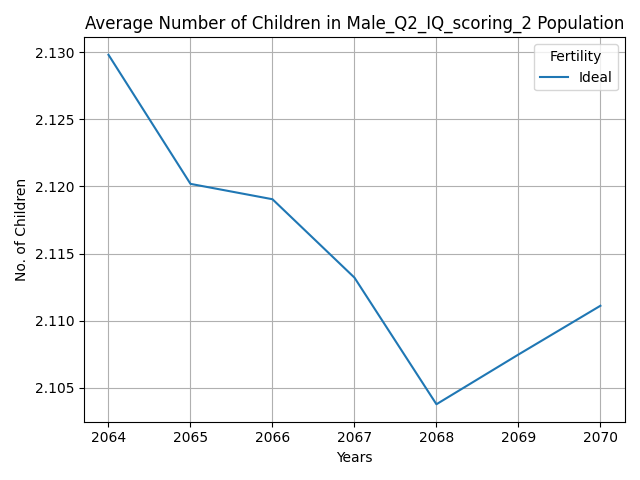 Average Number of Children in Male_Q2_IQ_scoring_2 Population
Fertility
Ideal
2.130
2.125
2.120
2.115
2.110
2.105
No. of Children
2064 2065 2066 2067 2068 2069 2070
Years